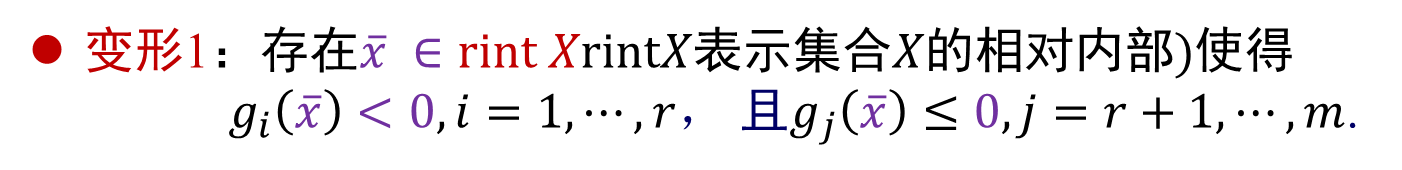 ● 变形1：存在x̄ ∈ rint XrintX表示集合X的相对内部)使得
gᵢ(x̄) < 0, i = 1, ⋯, r， 且gⱼ(x̄) ≤ 0, j = r + 1, ⋯, m.